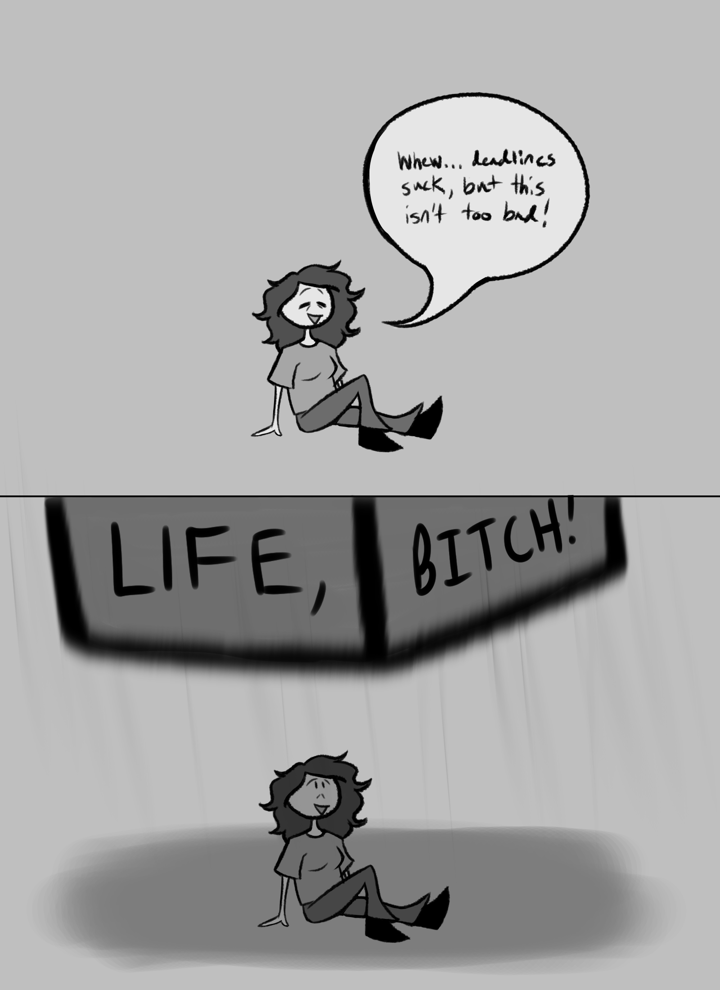 Whew... deadlines
suck, but this
isn't too bad!
LIFE,
BITCH!